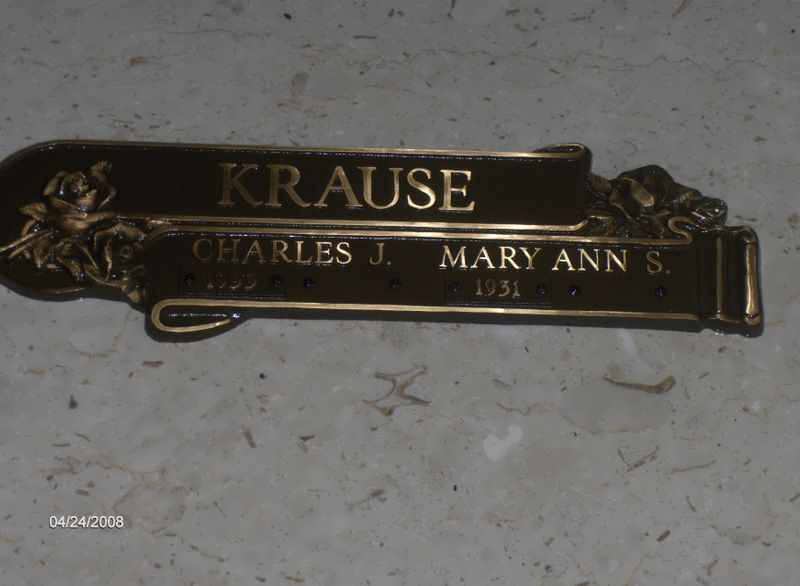 KRAUSE
CHARLES J. MARY ANN S.
1931
04/24/2008